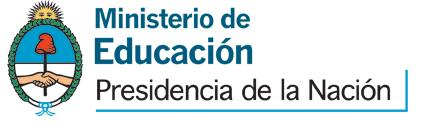 Ministerio de
Educación
Presidencia de la Nación